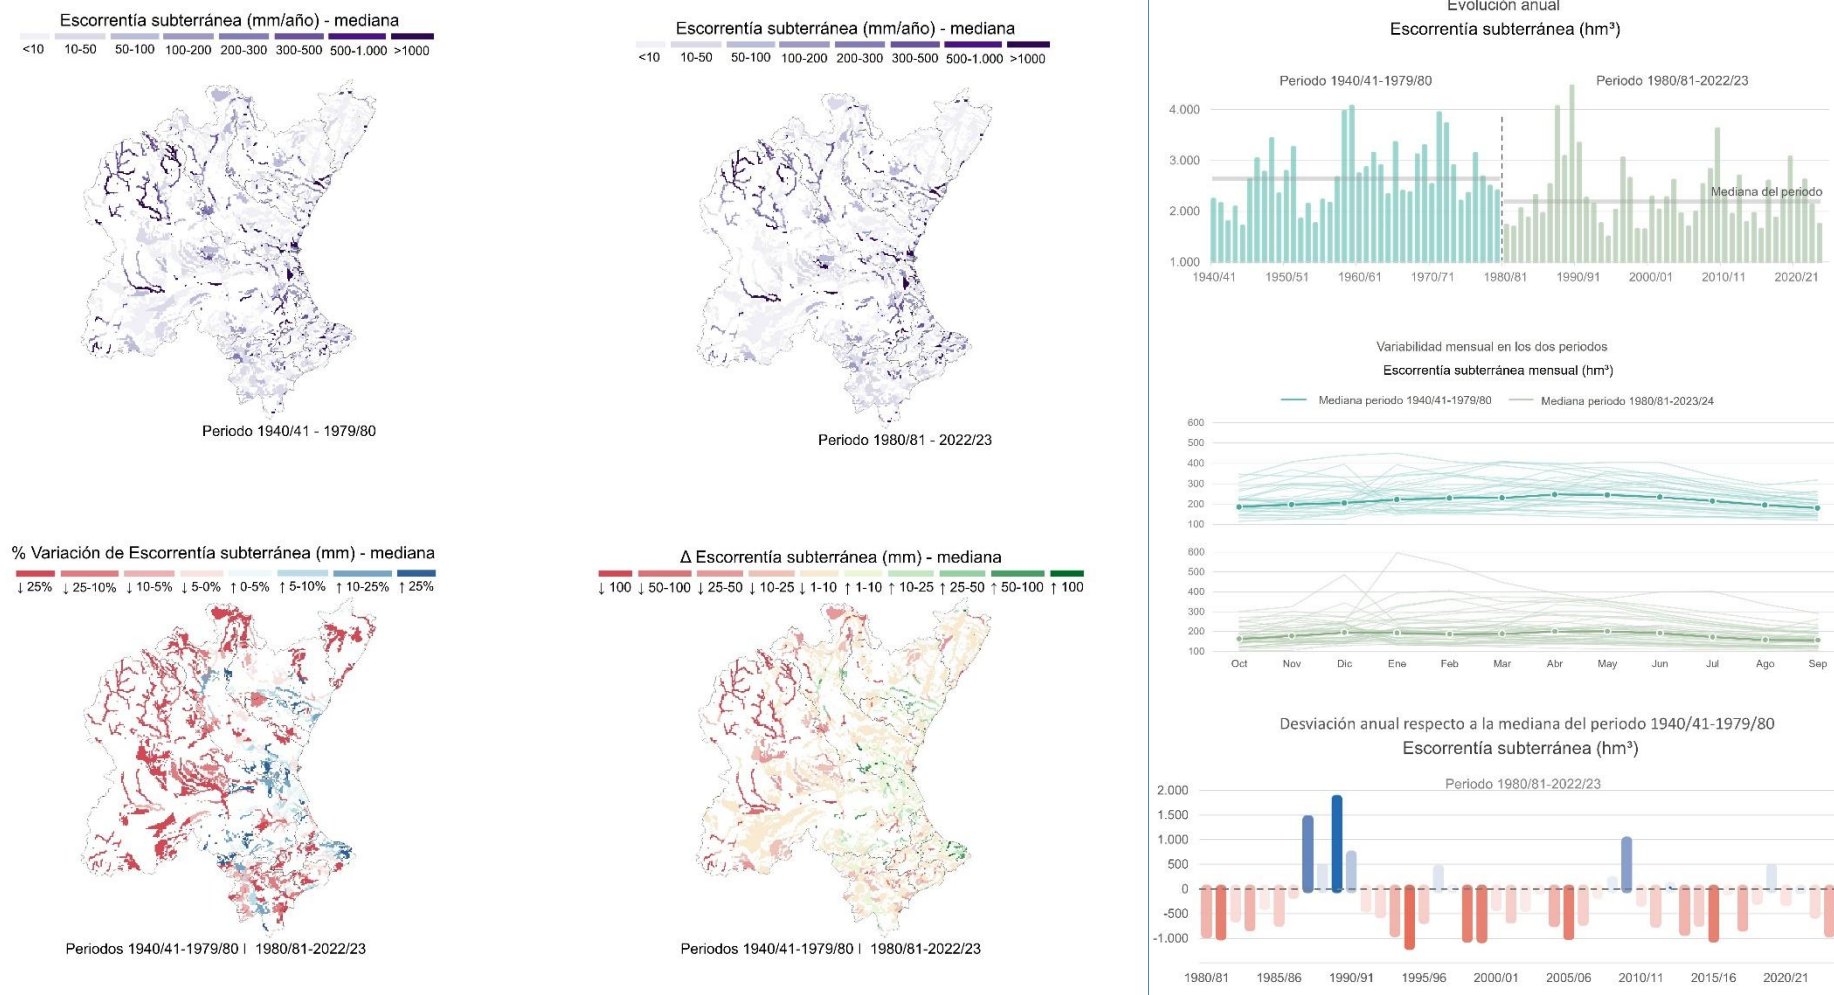 Escorrentía subterránea (mm/año) - mediana
<10 10-50 50-100 100-200 200-300 300-500 500-1.000 >1000
Periodo 1940/41 - 1979/80
Escorrentía subterránea (mm/año) - mediana
<10 10-50 50-100 100-200 200-300 300-500 500-1.000 >1000
Periodo 1980/81 - 2022/23
% Variación de Escorrentía subterránea (mm) - mediana
↓ 25% ↓ 25-10% ↓ 10-5% ↓ 5-0% ↑ 0-5% ↑ 5-10% ↑ 10-25% ↑ 25%
Periodos 1940/41-1979/80 | 1980/81-2022/23
Δ Escorrentía subterránea (mm) - mediana
↓ 100 ↓ 50-100 ↓ 25-50 ↓ 10-25 ↓ 1-10 ↑ 1-10 ↑ 10-25 ↑ 25-50 ↑ 50-100 ↑ 100
Periodos 1940/41-1979/80 | 1980/81-2022/23
Evolución anual
Escorrentía subterránea (hm³)
Periodo 1940/41-1979/80
Periodo 1980/81-2022/23
4.000
3.000
Mediana del periodo
2.000
1.000
1940/41 1950/51 1960/61 1970/71 1980/81 1990/91 2000/01 2010/11 2020/21
Variabilidad mensual en los dos periodos
Escorrentía subterránea mensual (hm³)
Mediana periodo 1940/41-1979/80 Mediana periodo 1980/81-2023/24
600
500
400
300
200
100
600
500
400
300
200
100
Oct Nov Dic Ene Feb Mar Abr May Jun Jul Ago Sep
Desviación anual respecto a la mediana del periodo 1940/41-1979/80
Escorrentía subterránea (hm³)
Periodo 1980/81-2022/23
2.000
1.500
1.000
500
0
-500
-1.000
1980/81 1985/86 1990/91 1995/96 2000/01 2005/06 2010/11 2015/16 2020/21